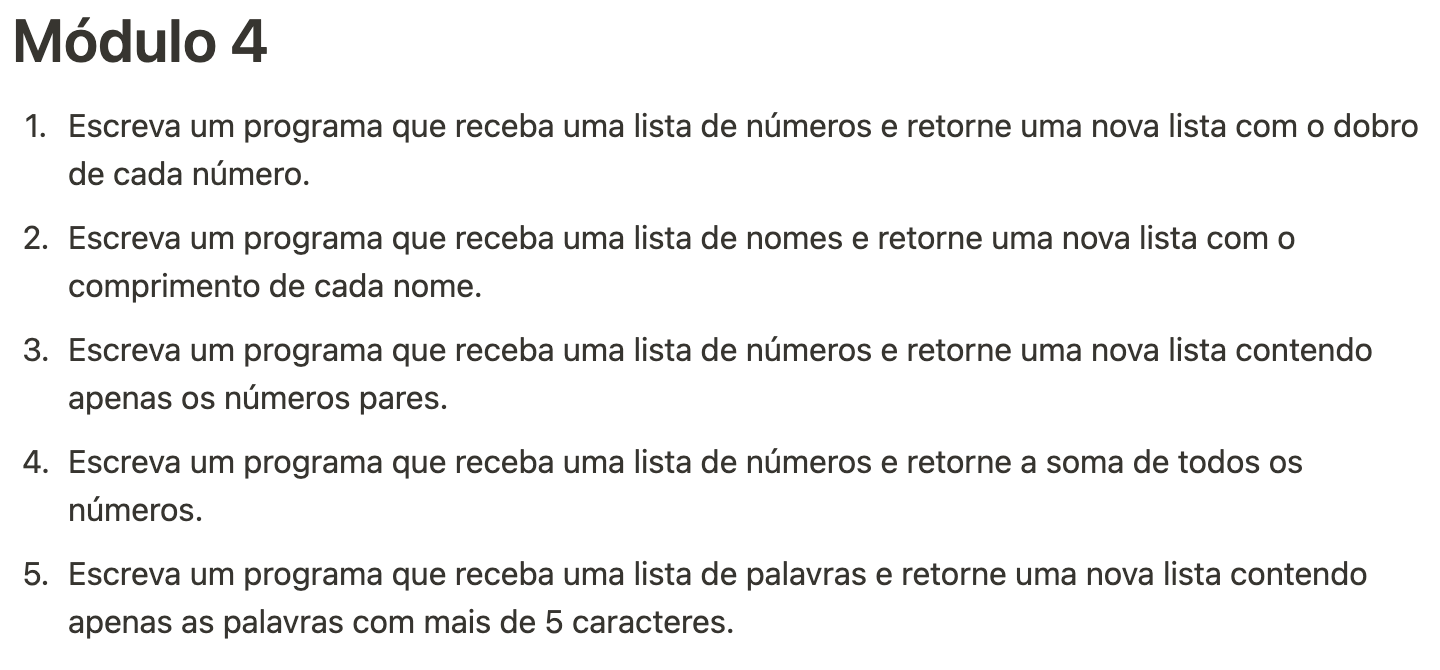 Módulo 4
1. Escreva um programa que receba uma lista de números e retorne uma nova lista com o dobro
de cada número.
2. Escreva um programa que receba uma lista de nomes e retorne uma nova lista com o
comprimento de cada nome.
3. Escreva um programa que receba uma lista de números e retorne uma nova lista contendo
apenas os números pares.
4. Escreva um programa que receba uma lista de números e retorne a soma de todos os
números.
5. Escreva um programa que receba uma lista de palavras e retorne uma nova lista contendo
apenas as palavras com mais de 5 caracteres.